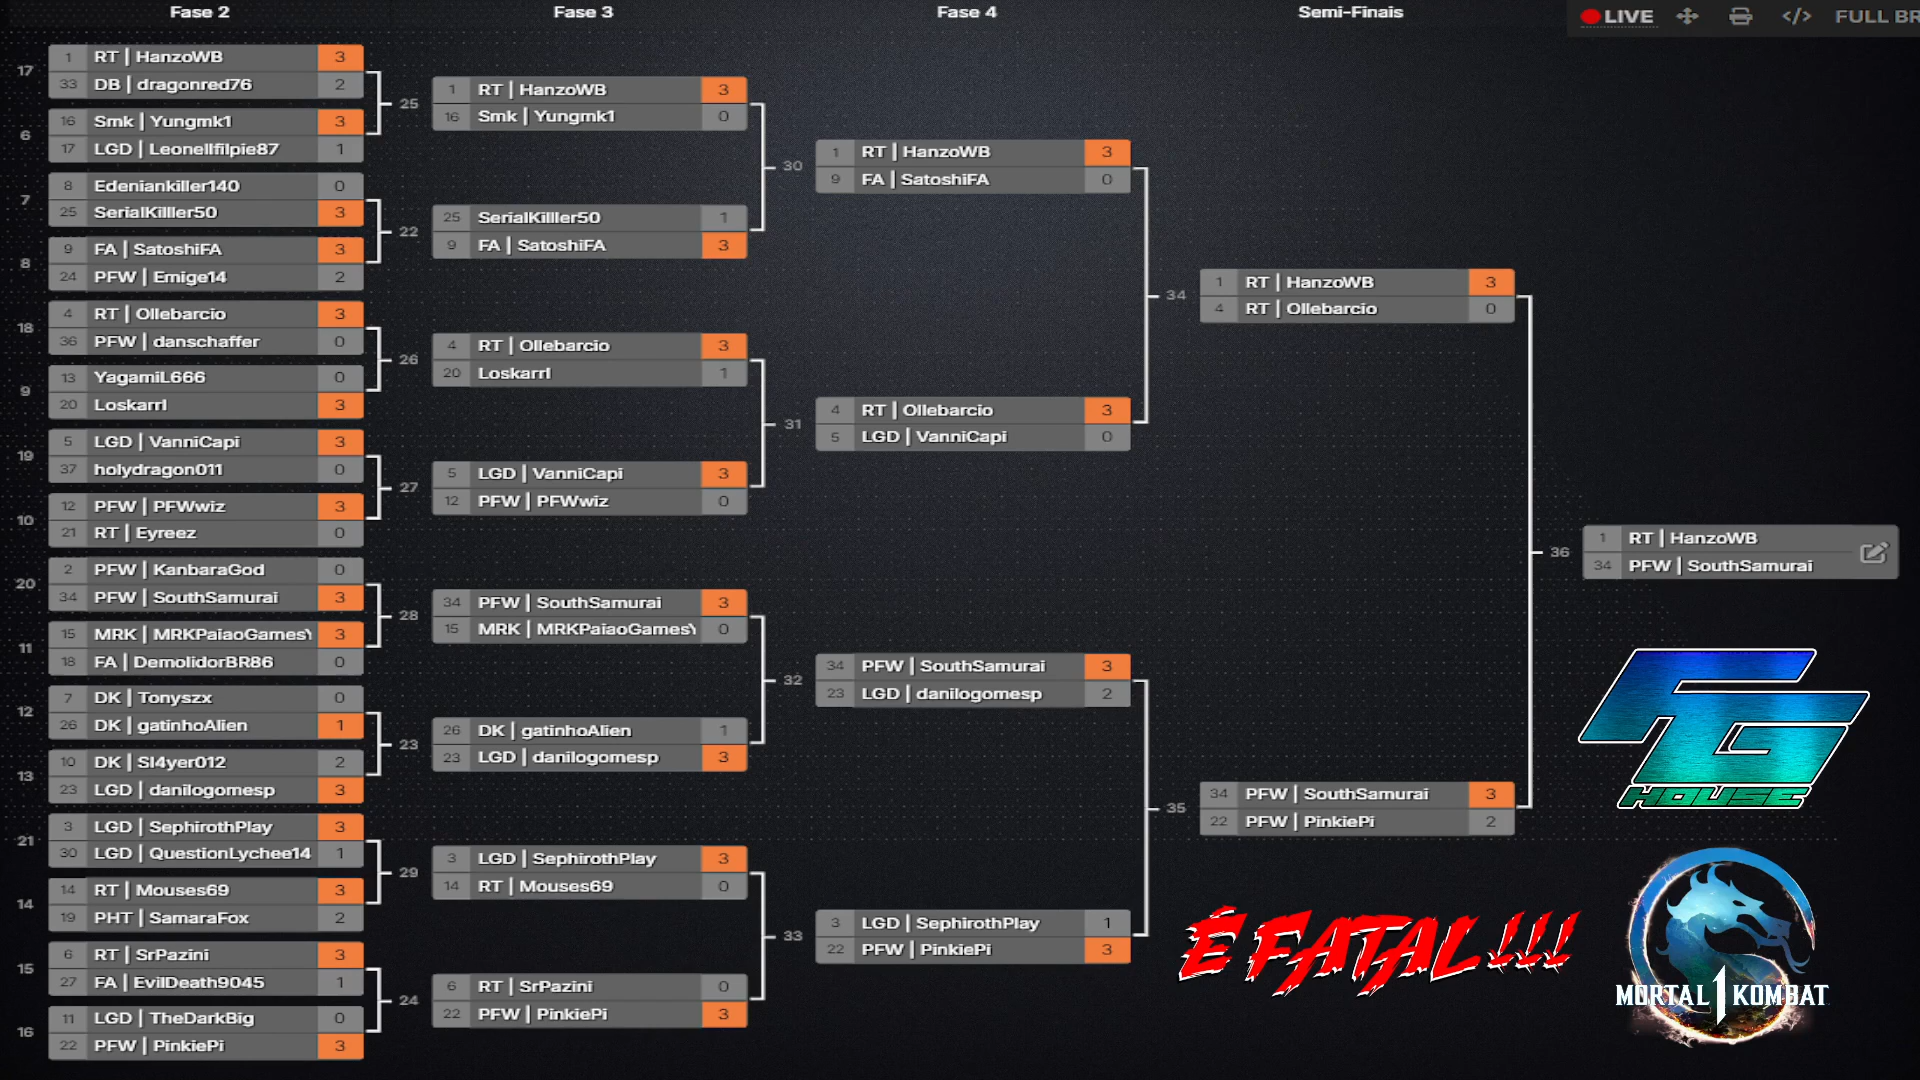 Fase 2
Fase 3
Fase 4
Semi-Finais
LIVE
</>
FULL BR
17
1 RT | HanzoWB 3
33 DB | dragonred76 2
6
16 Smk | Yungmk1 3
17 LGD | Leonellfilpie87 1
7
8 Edeniankiller140 0
25 SerialKilller50 3
8
9 FA | SatoshiFA 3
24 PFW | Emige14 2
18
4 RT | Ollebarcio 3
36 PFW | danschaffer 0
9
13 YagamiL666 0
20 Loskarrl 3
19
5 LGD | VanniCapi 3
37 holydragon011 0
10
12 PFW | PFWwiz 3
21 RT | Eyreez 0
20
2 PFW | KanbaraGod 0
34 PFW | SouthSamurai 3
11
15 MRK | MRKPaiaoGames 3
18 FA | DemolidorBR86 0
12
7 DK | Tonyszx 0
26 DK | gatinhoAlien 1
13
10 DK | Sl4yer012 2
23 LGD | danilogomesp 3
21
3 LGD | SephirothPlay 3
30 LGD | QuestionLychee14 1
14
14 RT | Mouses69 3
19 PHT | SamaraFox 2
15
6 RT | SrPazini 3
27 FA | EvilDeath9045 1
16
11 LGD | TheDarkBig 0
22 PFW | PinkiePi 3
25
1 RT | HanzoWB 3
16 Smk | Yungmk1 0
22
25 SerialKilller50 1
9 FA | SatoshiFA 3
26
4 RT | Ollebarcio 3
20 Loskarrl 1
27
5 LGD | VanniCapi 3
12 PFW | PFWwiz 0
28
34 PFW | SouthSamurai 3
15 MRK | MRKPaiaoGames 0
23
26 DK | gatinhoAlien 1
23 LGD | danilogomesp 3
29
3 LGD | SephirothPlay 3
14 RT | Mouses69 0
24
6 RT | SrPazini 0
22 PFW | PinkiePi 3
30
1 RT | HanzoWB 3
9 FA | SatoshiFA 0
31
4 RT | Ollebarcio 3
5 LGD | VanniCapi 0
32
34 PFW | SouthSamurai 3
23 LGD | danilogomesp 2
33
3 LGD | SephirothPlay 1
22 PFW | PinkiePi 3
34
1 RT | HanzoWB 3
4 RT | Ollebarcio 0
35
34 PFW | SouthSamurai 3
22 PFW | PinkiePi 2
36
1 RT | HanzoWB
34 PFW | SouthSamurai
FG
HOUSE
É FATAL!!!
MORTAL KOMBAT 1